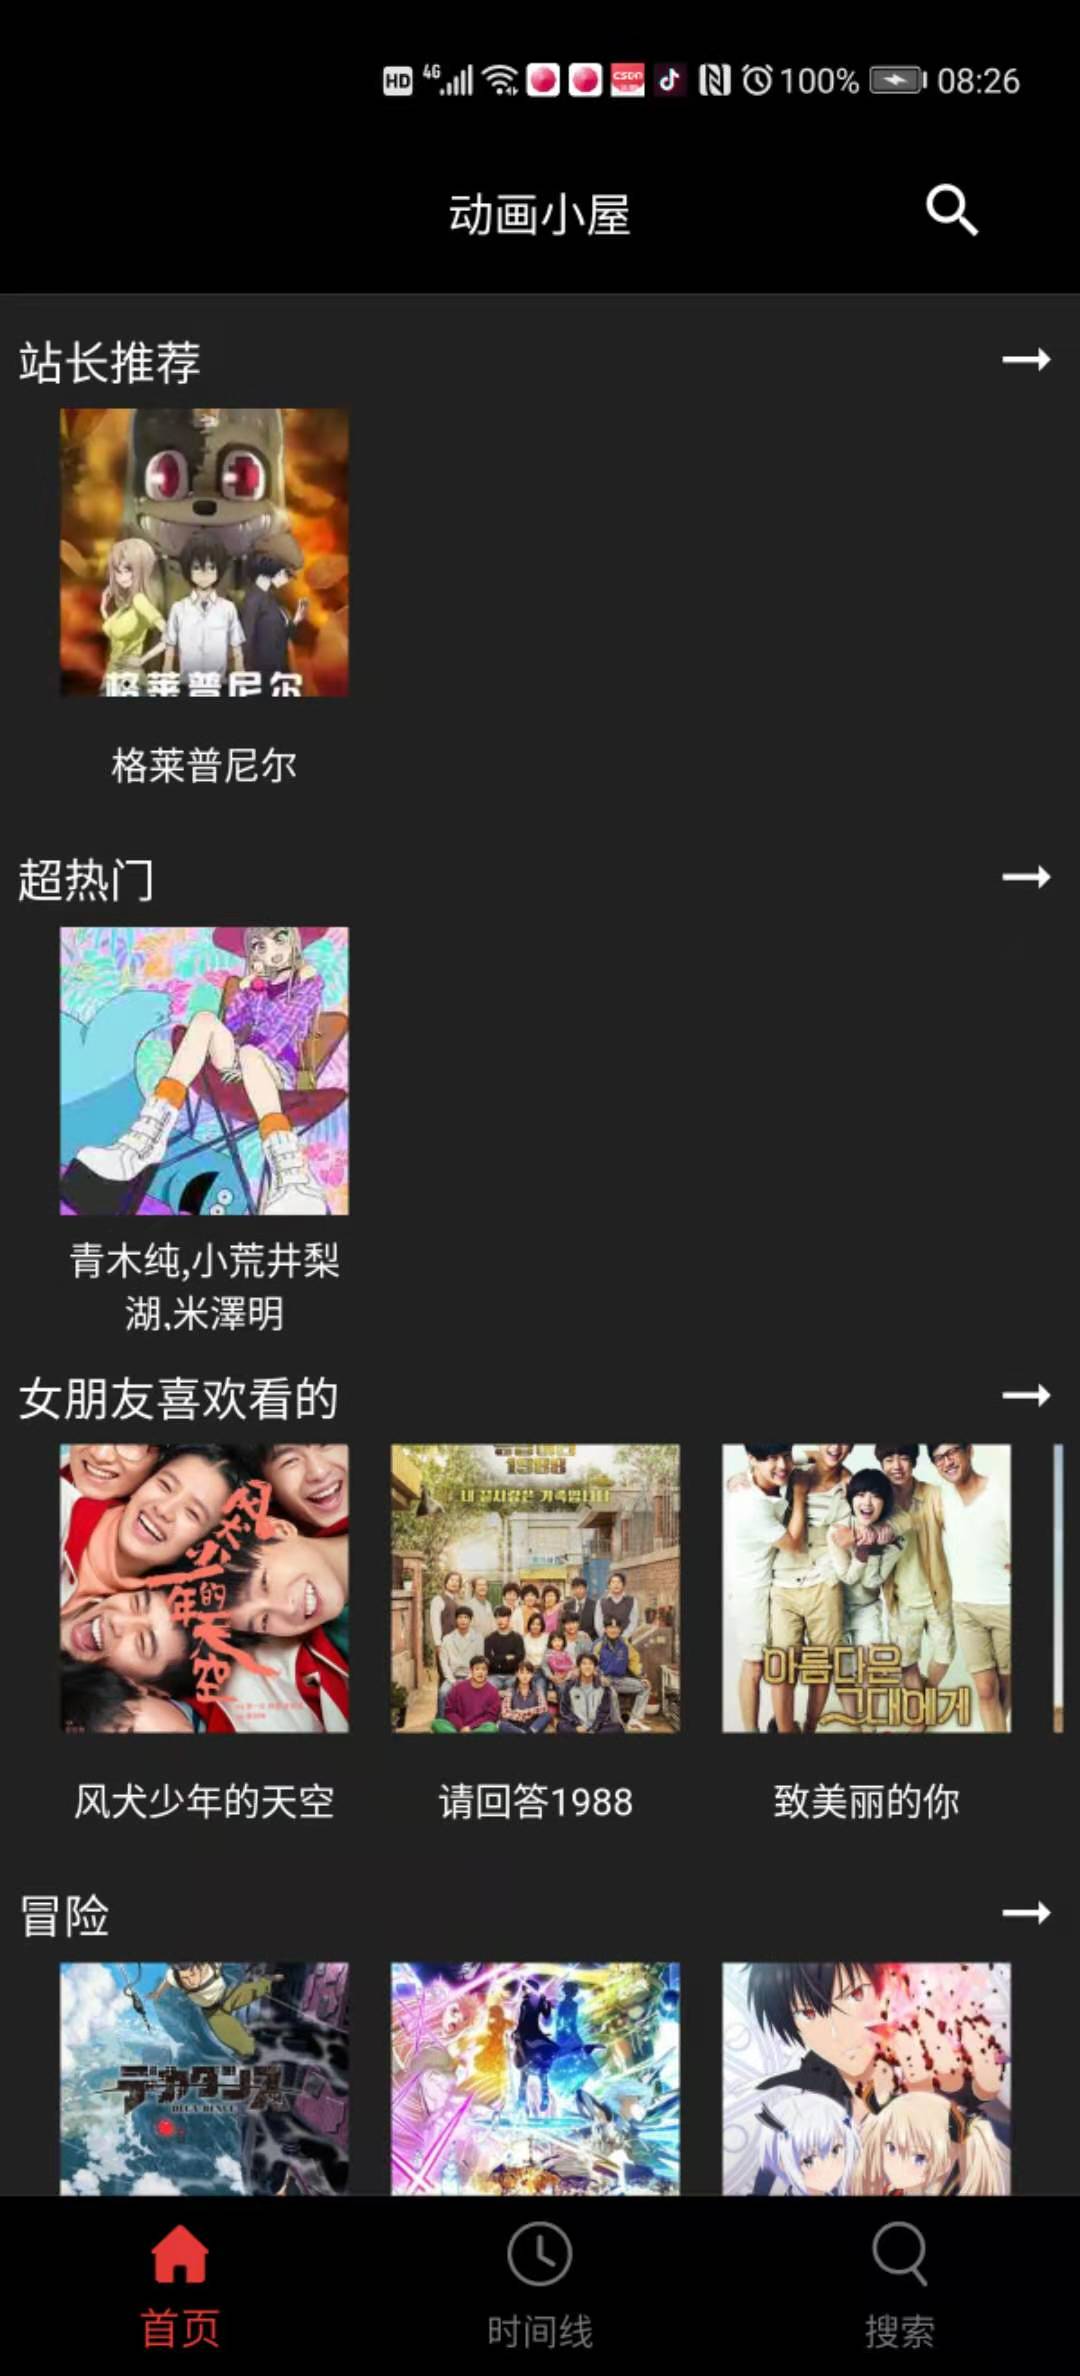 HD 4G CSDN 100% 08:26
动画小屋
站长推荐
格莱普尼尔
格莱普尼尔
超热门
青木纯,小荒井梨
湖,米澤明
女朋友喜欢看的
风犬少年的天空
1988
내 끝사랑은 가족입니다
아름다운
그대에게
风犬少年的天空
请回答1988
致美丽的你
冒险
デカダンス
DECA-DENCE
首页
时间线
搜索